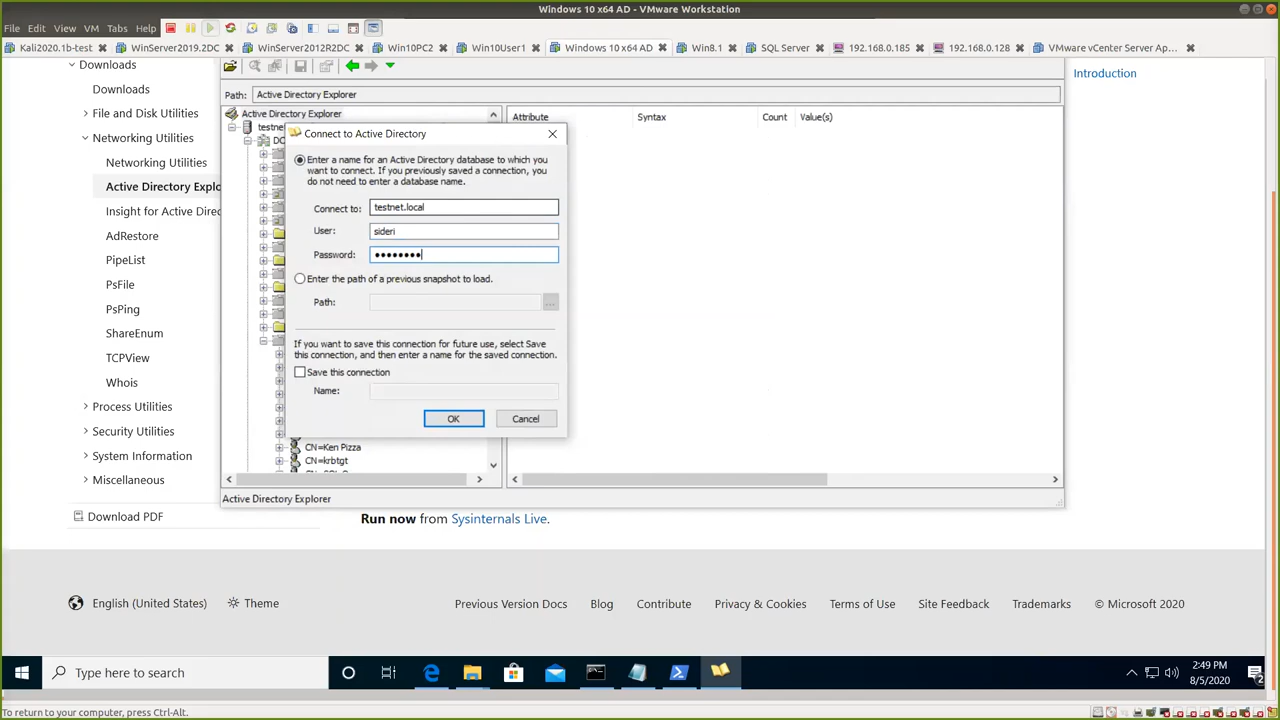 Windows 10 x64 AD - VMware Workstation
File Edit View VM Tabs Help
Kali2020.1b-test WinServer2019.2DC WinServer2012R2DC Win10PC2 Win10User1 Windows 10 x64 AD Win8.1 SQL Server 192.168.0.185 192.168.0.128 VMware vCenter Server Ap...
Downloads
Downloads
File and Disk Utilities
Networking Utilities
Networking Utilities
Active Directory Explo
Insight for Active Direc
AdRestore
PipeList
PsFile
PsPing
ShareEnum
TCPView
Whois
Process Utilities
Security Utilities
System Information
Miscellaneous
Download PDF
Path: Active Directory Explorer
Active Directory Explorer
testne
DC
CN=Ken Pizza
CN=krbtgt
Attribute Syntax Count Value(s)
Connect to Active Directory
Enter a name for an Active Directory database to which you
want to connect. If you previously saved a connection, you
do not need to enter a database name.
Connect to: testnet.local
User: sideri
Password: ••••••••
Enter the path of a previous snapshot to load.
Path: ...
If you want to save this connection for future use, select Save
this connection, and then enter a name for the saved connection.
Save this connection
Name:
OK Cancel
Active Directory Explorer
Introduction
Run now from Sysinternals Live.
English (United States) Theme Previous Version Docs Blog Contribute Privacy & Cookies Terms of Use Site Feedback Trademarks © Microsoft 2020
Type here to search
2:49 PM
8/5/2020
2
To return to your computer, press Ctrl-Alt.